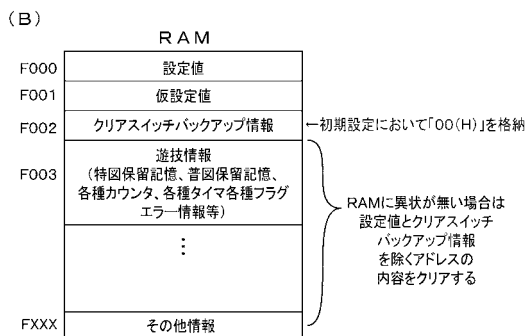 (B)
RAM
F000 設定値
F001 仮設定値
F002 クリアスイッチバックアップ情報 ←初期設定において「00(H)」を格納
F003 遊技情報
(特図保留記憶、普図保留記憶、
各種カウンタ、各種タイマ各種フラグ
エラー情報等)
RAMに異状が無い場合は
設定値とクリアスイッチ
バックアップ情報
を除くアドレスの
内容をクリアする
⋮
FXXX その他情報